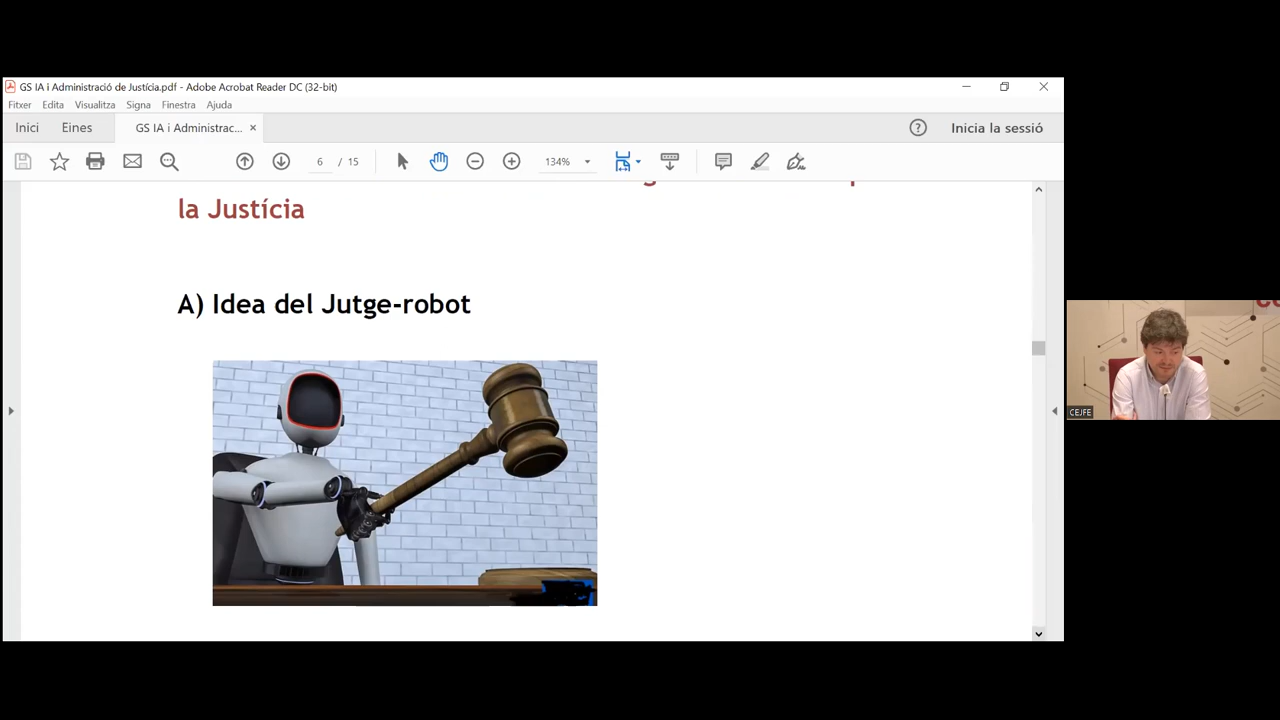 GS IA i Administració de Justícia.pdf - Adobe Acrobat Reader DC (32-bit)
Fitxer Edita Visualitza Signa Finestra Ajuda
Inici Eines GS IA i Administrac... × ? Inicia la sessió
6 / 15 134%
la Justícia
A) Idea del Jutge-robot
CEJFE